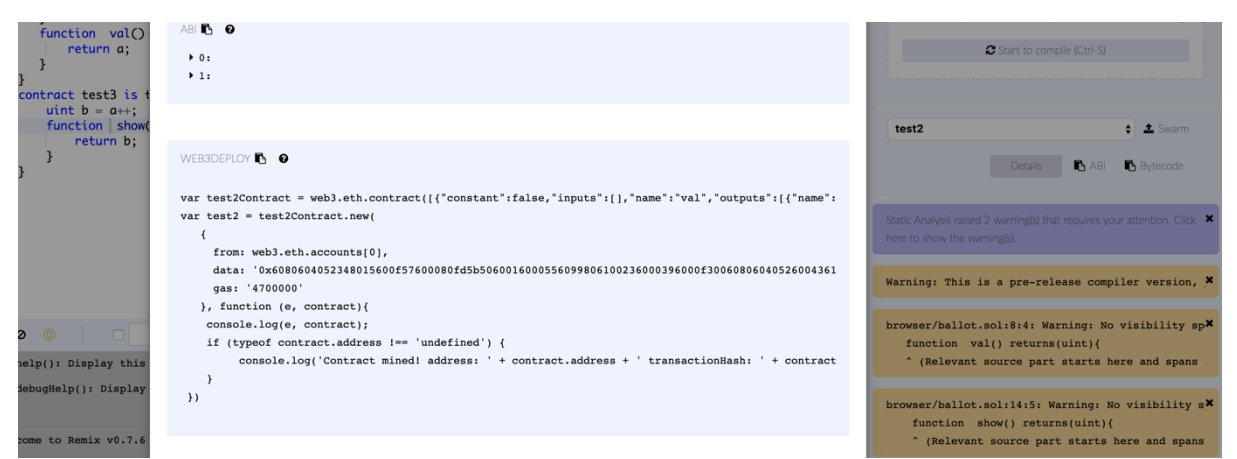 function val()
return a;
}
}
contract test3 is t
uint b = a++;
function show(
return b;
}
}
help(): Display this
debugHelp(): Display
come to Remix v0.7.6
ABI
0:
1:
WEB3DEPLOY
var test2Contract = web3.eth.contract([{"constant":false,"inputs":[],"name":"val","outputs":[{"name":
var test2 = test2Contract.new(
{
from: web3.eth.accounts[0],
data: '0x6080604052348015600f57600080fd5b506001600055609980610023600039600f30060806040526004361
gas: '4700000'
}, function (e, contract){
console.log(e, contract);
if (typeof contract.address !== 'undefined') {
console.log('Contract mined! address: ' + contract.address + ' transactionHash: ' + contract
}
})
Start to compile (Ctrl-S)
test2
Swarm
Details ABI Bytecode
Static Analysis raised 2 warning(s) that requires your attention. Click
here to show the warning(s).
Warning: This is a pre-release compiler version,
browser/ballot.sol:8:4: Warning: No visibility sp
function val() returns(uint){
^ (Relevant source part starts here and spans
browser/ballot.sol:14:5: Warning: No visibility s
function show() returns(uint){
^ (Relevant source part starts here and spans